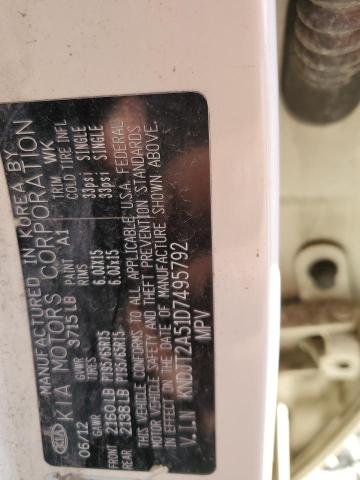 MANUFACTURED IN KOREA BY
KIA KIA MOTORS CORPORATION
06/12 GVWR 3715LB PAINT A1 TRIM WK
GAWR RIMS COLD TIRE INFL
FRONT 2160LB P195/65R15 6.0JX15 33psi SINGLE
REAR 2138LB P195/65R15 6.0JX15 33psi SINGLE
THIS VEHICLE CONFORMS TO ALL APPLICABLE U.S.A. FEDERAL
MOTOR VEHICLE SAFETY AND THEFT PREVENTION STANDARDS
IN EFFECT ON THE DATE OF MANUFACTURE SHOWN ABOVE.
V.I.N KNDJT2A51D7495792
MPV